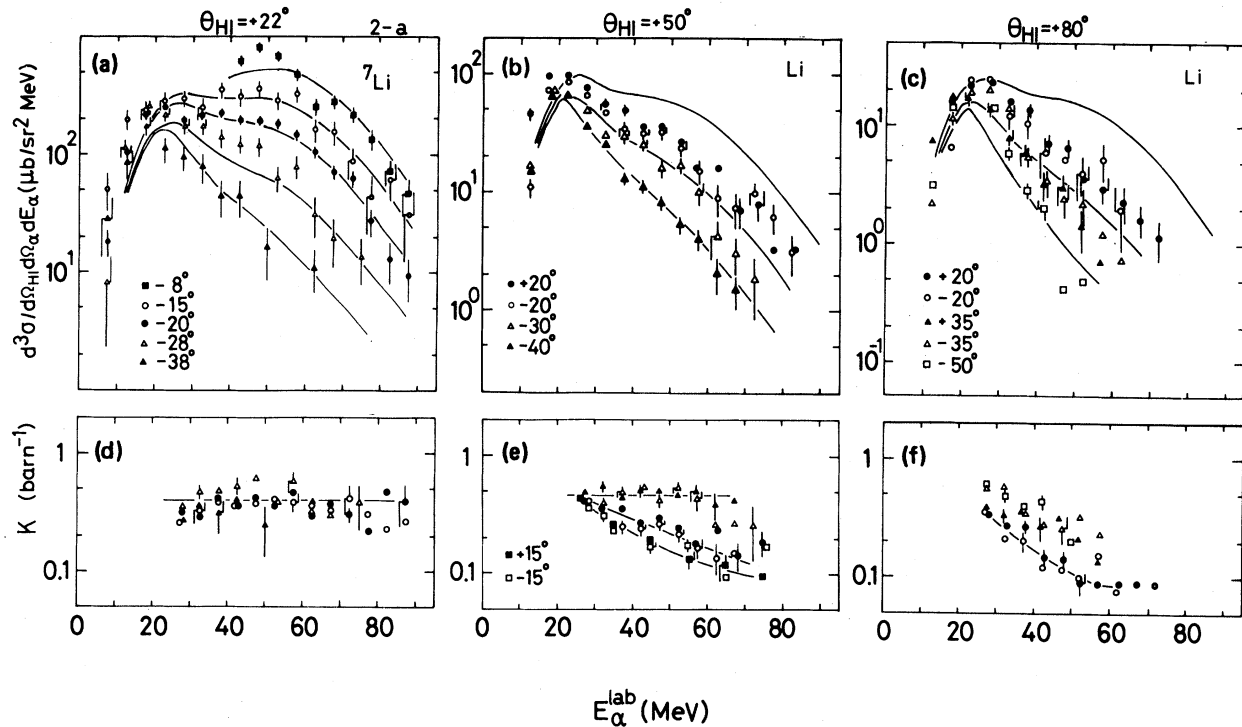 θHI=+22°
2-a
θHI=+50°
θHI=+80°
(a)
⁷Li
(b)
Li
(c)
Li
d³σ/dΩHIdΩαdEα(μb/sr² MeV)
10²
10¹
10²
10¹
10⁰
10¹
10⁰
10⁻¹
- 8°
-15°
-20°
-28°
-38°
+20°
-20°
-30°
-40°
+20°
-20°
+35°
-35°
-50°
(d)
(e)
(f)
K (barn⁻¹)
1
0.1
1
0.1
1
0.1
+15°
-15°
0 20 40 60 80
0 20 40 60 80
0 20 40 60 80
Eα lab (MeV)